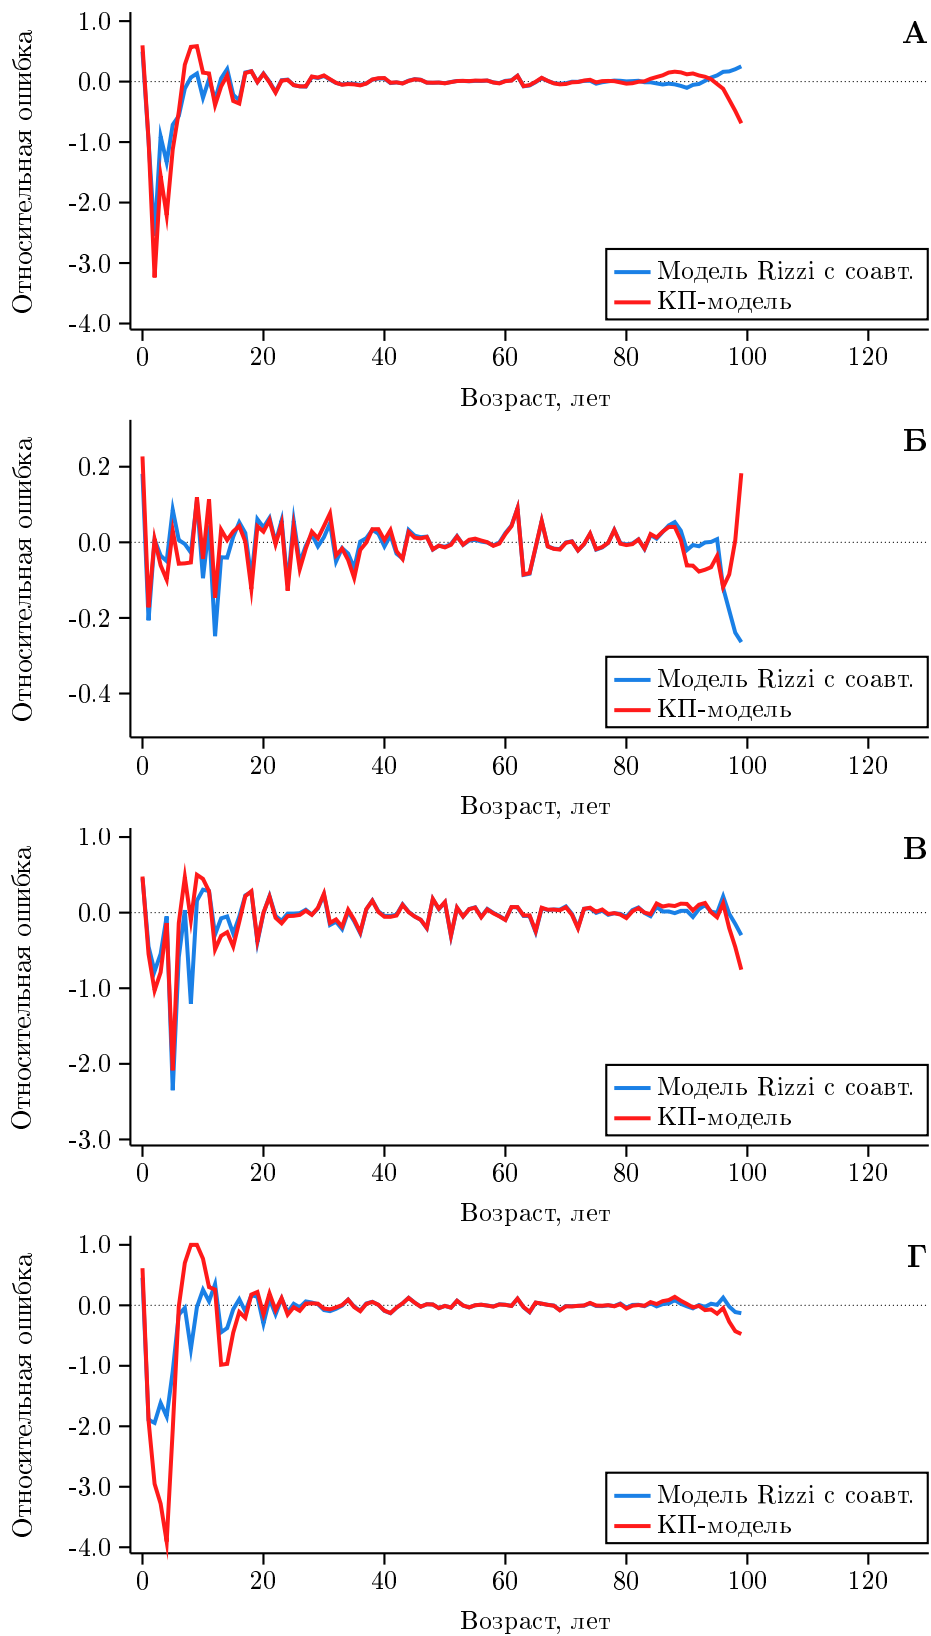 А
1.0
0.0
-1.0
-2.0
-3.0
-4.0
Относительная ошибка
Модель Rizzi с соавт.
КП-модель
0 20 40 60 80 100 120
Возраст, лет
Б
0.2
0.0
-0.2
-0.4
Относительная ошибка
Модель Rizzi с соавт.
КП-модель
0 20 40 60 80 100 120
Возраст, лет
В
1.0
0.0
-1.0
-2.0
-3.0
Относительная ошибка
Модель Rizzi с соавт.
КП-модель
0 20 40 60 80 100 120
Возраст, лет
Г
1.0
0.0
-1.0
-2.0
-3.0
-4.0
Относительная ошибка
Модель Rizzi с соавт.
КП-модель
0 20 40 60 80 100 120
Возраст, лет